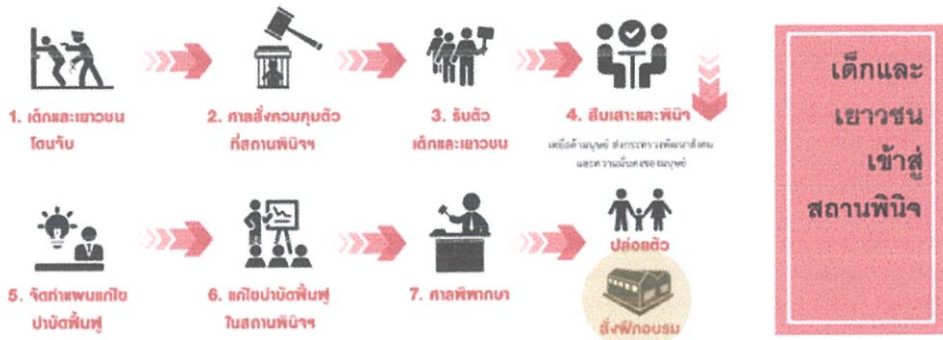 1. เด็กและเยาวชน
โดนจับ
2. ศาลสั่งควบคุมตัว
ที่สถานพินิจฯ
3. รับตัว
เด็กและเยาวชน
4. สืบเสาะและพินิจ
เหยื่อค้ามนุษย์ ส่งกระทรวงพัฒนาสังคม
และความมั่นคงของมนุษย์
5. จัดทำแผนแก้ไข
บำบัดฟื้นฟู
6. แก้ไขบำบัดฟื้นฟู
ในสถานพินิจฯ
7. ศาลพิพากษา
ปล่อยตัว
สั่งฝึกอบรม
เด็กและ
เยาวชน
เข้าสู่
สถานพินิจ